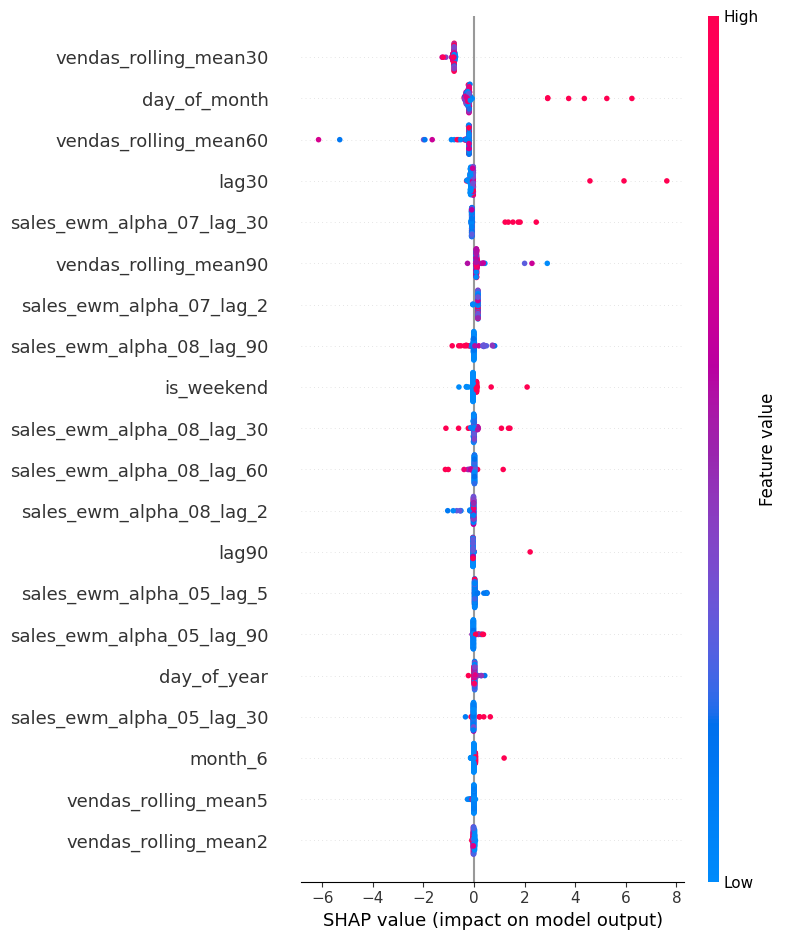 High
vendas_rolling_mean30
day_of_month
vendas_rolling_mean60
lag30
sales_ewm_alpha_07_lag_30
vendas_rolling_mean90
sales_ewm_alpha_07_lag_2
sales_ewm_alpha_08_lag_90
is_weekend
sales_ewm_alpha_08_lag_30
sales_ewm_alpha_08_lag_60
sales_ewm_alpha_08_lag_2
lag90
sales_ewm_alpha_05_lag_5
sales_ewm_alpha_05_lag_90
day_of_year
sales_ewm_alpha_05_lag_30
month_6
vendas_rolling_mean5
vendas_rolling_mean2
Feature value
Low
−6 −4 −2 0 2 4 6 8
SHAP value (impact on model output)